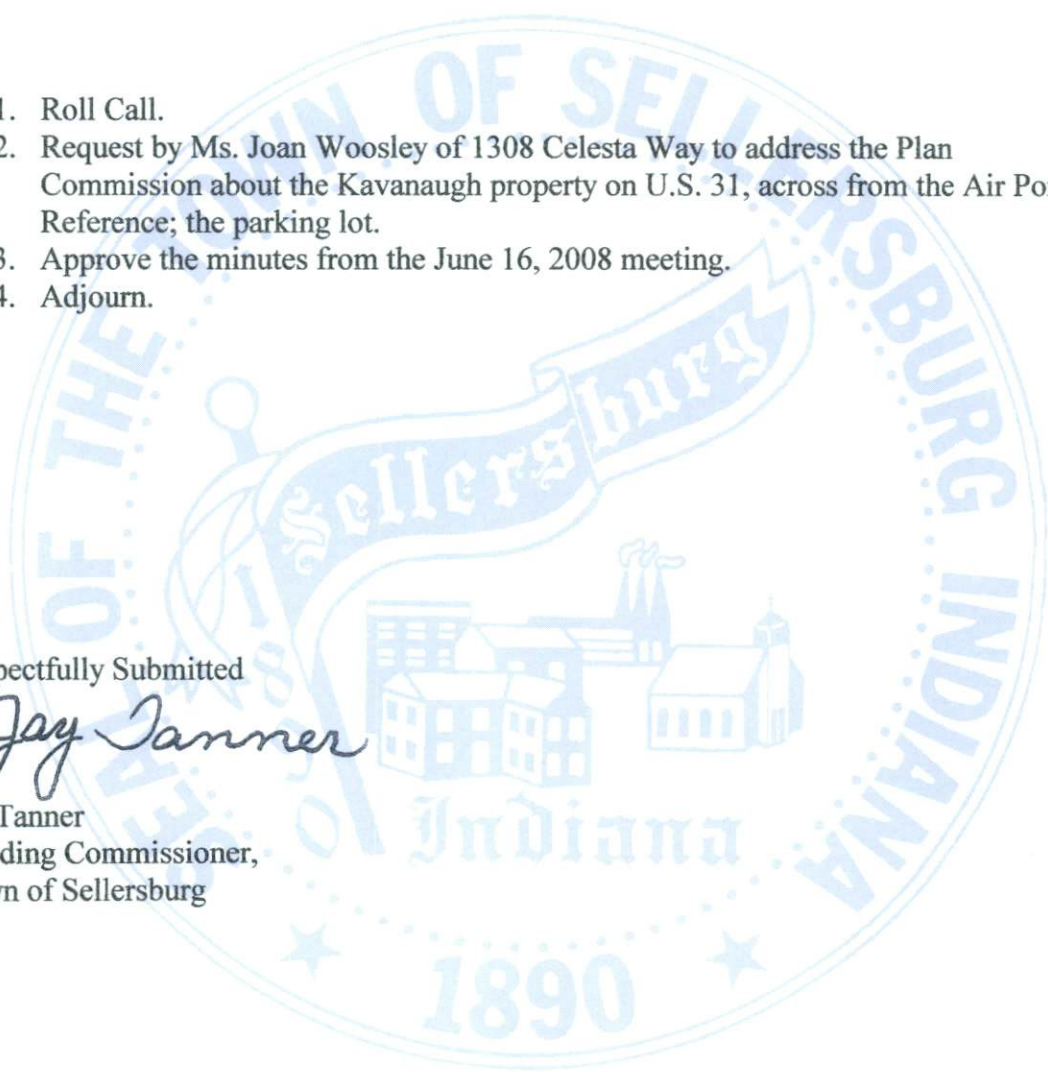 1. Roll Call.
2. Request by Ms. Joan Woosley of 1308 Celesta Way to address the Plan
Commission about the Kavanaugh property on U.S. 31, across from the Air Po
Reference; the parking lot.
3. Approve the minutes from the June 16, 2008 meeting.
4. Adjourn.
SEAL OF THE TOWN OF SELLERSBURG INDIANA
Sellersburg
1890
Indiana
1890
pectfully Submitted
Jay Tanner
Tanner
ding Commissioner,
n of Sellersburg